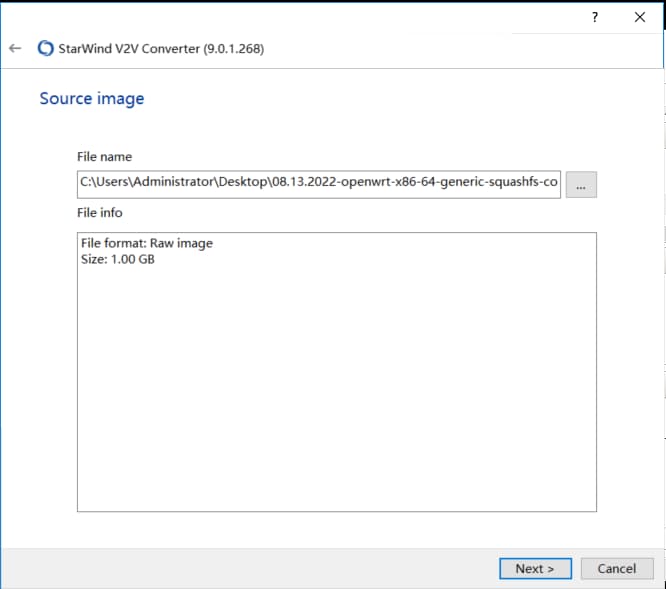 ?
StarWind V2V Converter (9.0.1.268)
Source image
File name
C:\Users\Administrator\Desktop\08.13.2022-openwrt-x86-64-generic-squashfs-co
...
File info
File format: Raw image
Size: 1.00 GB
Next >
Cancel